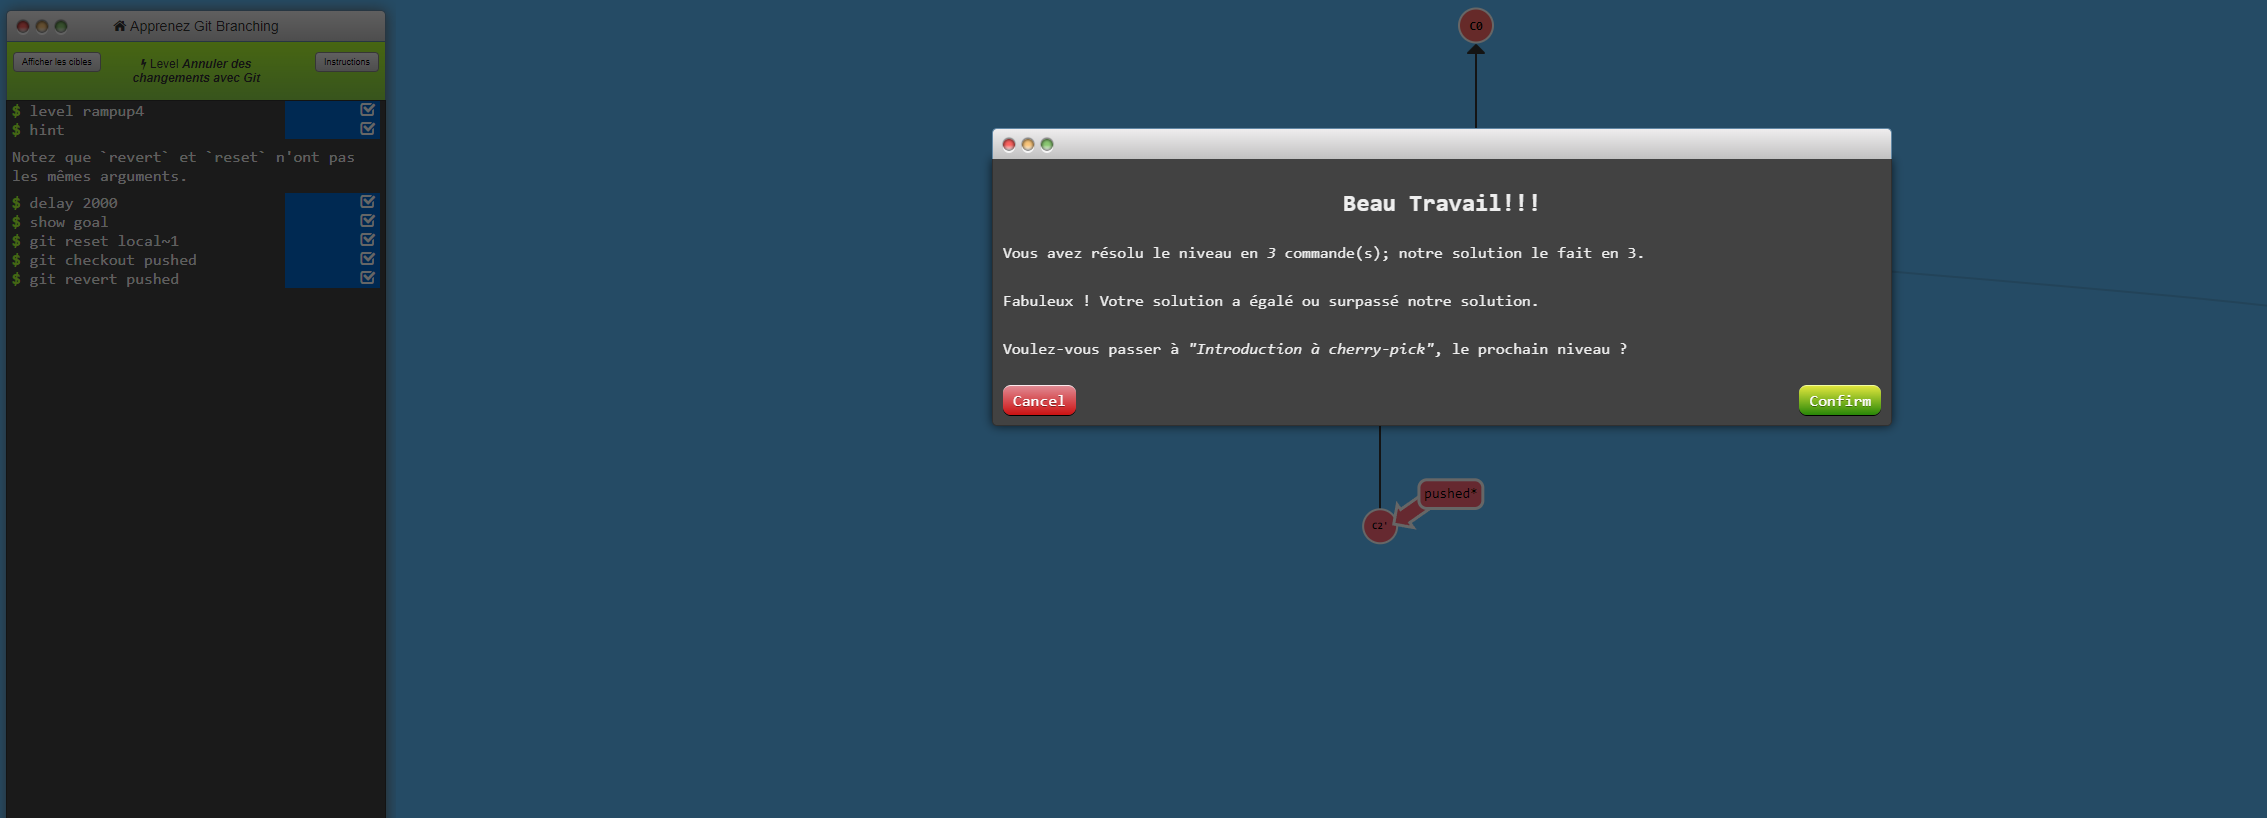 Apprenez Git Branching
Afficher les cibles
Level Annuler des
changements avec Git
Instructions
$ level rampup4
$ hint
Notez que `revert` et `reset` n'ont pas
les mêmes arguments.
$ delay 2000
$ show goal
$ git reset local~1
$ git checkout pushed
$ git revert pushed
C0
Beau Travail!!!
Vous avez résolu le niveau en 3 commande(s); notre solution le fait en 3.
Fabuleux ! Votre solution a égalé ou surpassé notre solution.
Voulez-vous passer à "Introduction à cherry-pick", le prochain niveau ?
Cancel
Confirm
pushed*
C2'